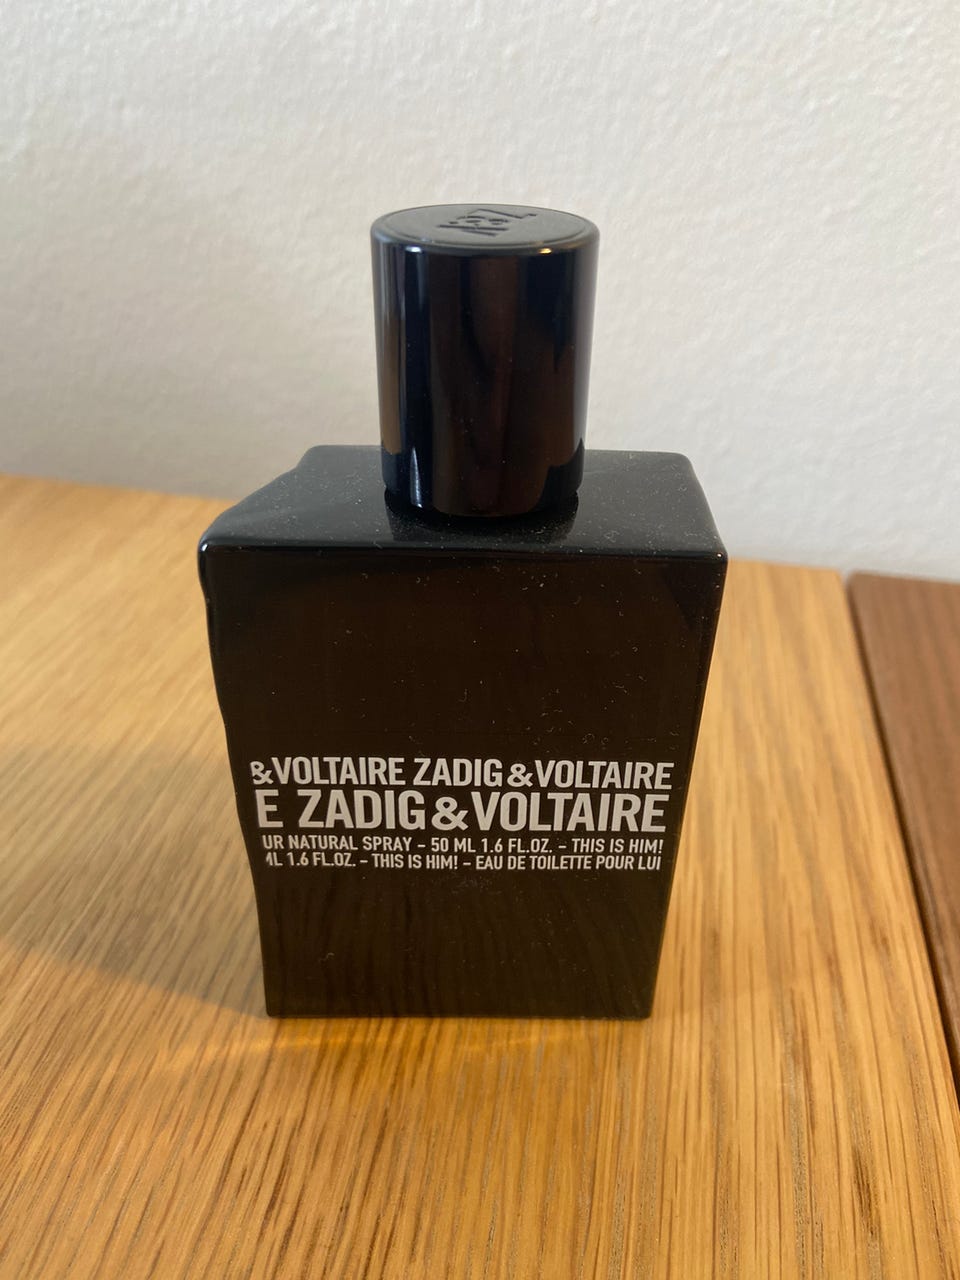 &VOLTAIRE ZADIG&VOLTAIRE
E ZADIG&VOLTAIRE
UR NATURAL SPRAY – 50 ML 1.6 FL.OZ. – THIS IS HIM!
ML 1.6 FL.OZ. – THIS IS HIM! – EAU DE TOILETTE POUR LUI